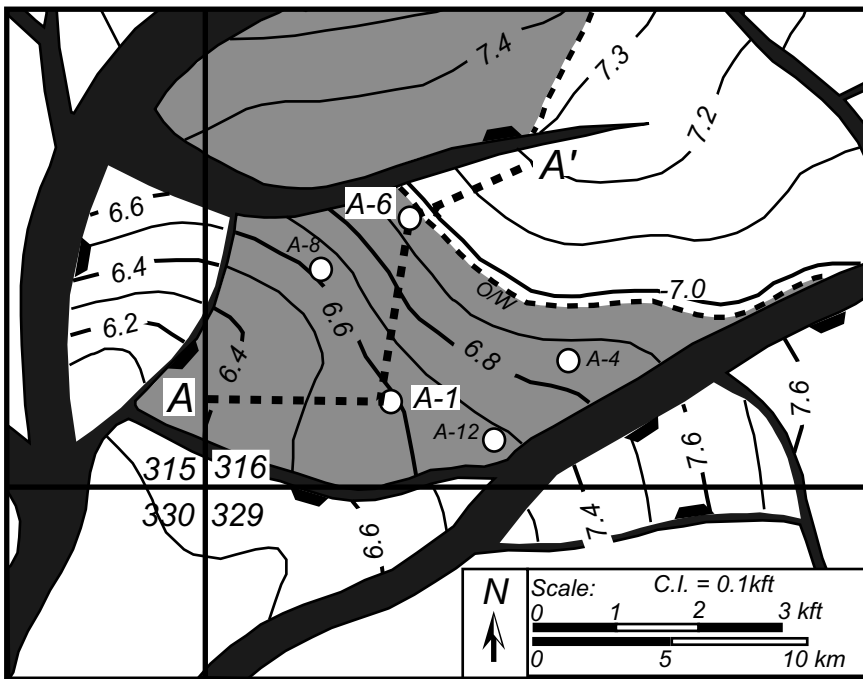 7.4
7.3
7.2
6.6
6.4
6.2
A-8
A-6
A'
O/W
-7.0
6.6
6.8
6.4
A
A-1
A-4
A-12
315 316
330 329
6.6
7.4
7.6
7.6
N
Scale: C.I. = 0.1kft
0 1 2 3 kft
0 5 10 km